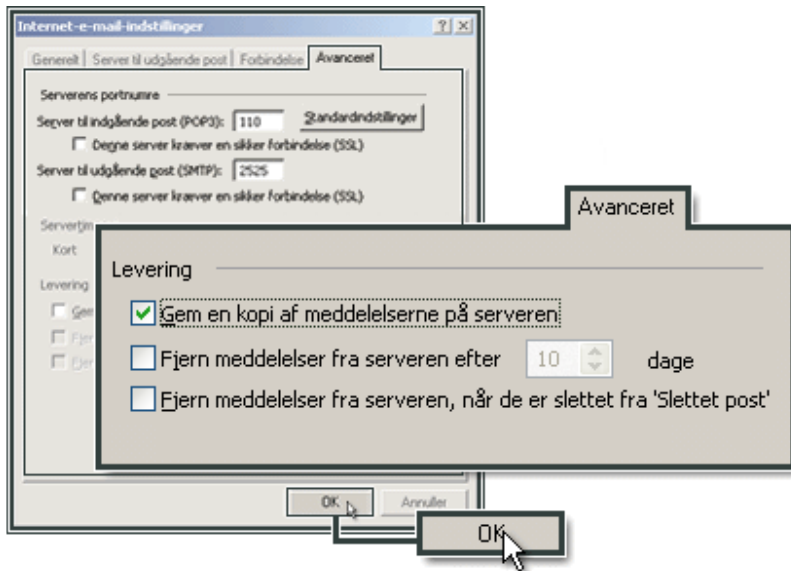 Internet-e-mail-indstillinger
Generelt Server til udgående post Forbindelse Avanceret
Serverens portnumre
Server til indgående post (POP3): 110 Standardindstillinger
Denne server kræver en sikker forbindelse (SSL)
Server til udgående post (SMTP): 2525
Denne server kræver en sikker forbindelse (SSL)
Kort
Levering
Gem
Avanceret
Levering
Gem en kopi af meddelelserne på serveren
Fjern meddelelser fra serveren efter 10 dage
Fjern meddelelser fra serveren, når de er slettet fra 'Slettet post'
OK Annuller
OK